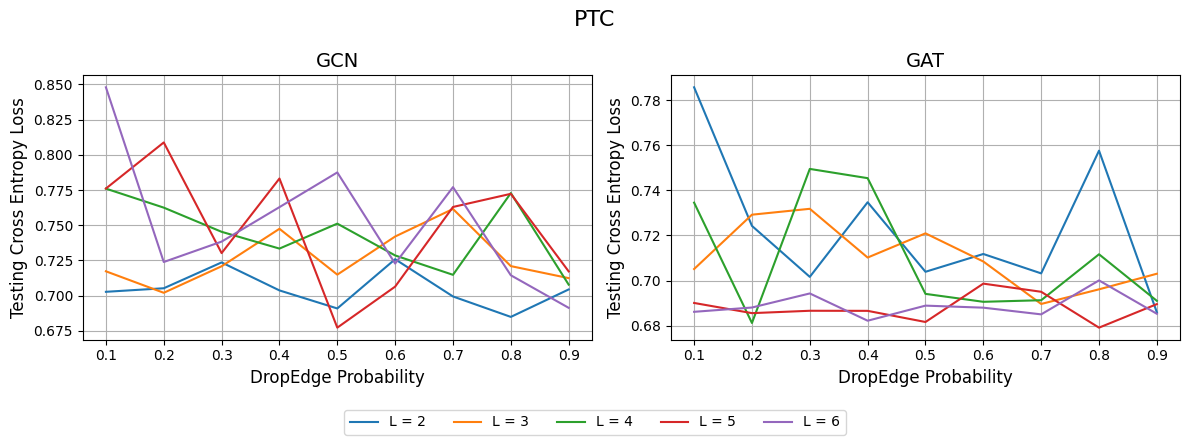 PTC
GCN
Testing Cross Entropy Loss
0.850
0.825
0.800
0.775
0.750
0.725
0.700
0.675
0.1 0.2 0.3 0.4 0.5 0.6 0.7 0.8 0.9
DropEdge Probability
GAT
Testing Cross Entropy Loss
0.78
0.76
0.74
0.72
0.70
0.68
0.1 0.2 0.3 0.4 0.5 0.6 0.7 0.8 0.9
DropEdge Probability
L = 2 L = 3 L = 4 L = 5 L = 6